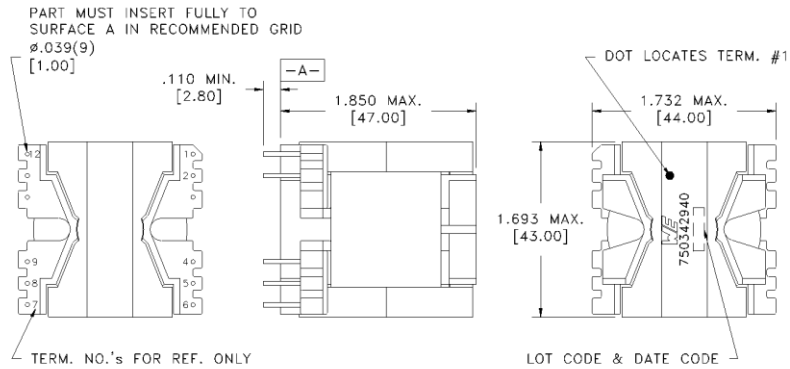 PART MUST INSERT FULLY TO
SURFACE A IN RECOMMENDED GRID
ø.039(9)
[1.00]
.110 MIN.
[2.80]
-A-
1.850 MAX.
[47.00]
DOT LOCATES TERM. #1
1.732 MAX.
[44.00]
12
1
2
9
8
7
4
5
6
1.693 MAX.
[43.00]
WE
750342940
TERM. NO.'s FOR REF. ONLY
LOT CODE & DATE CODE